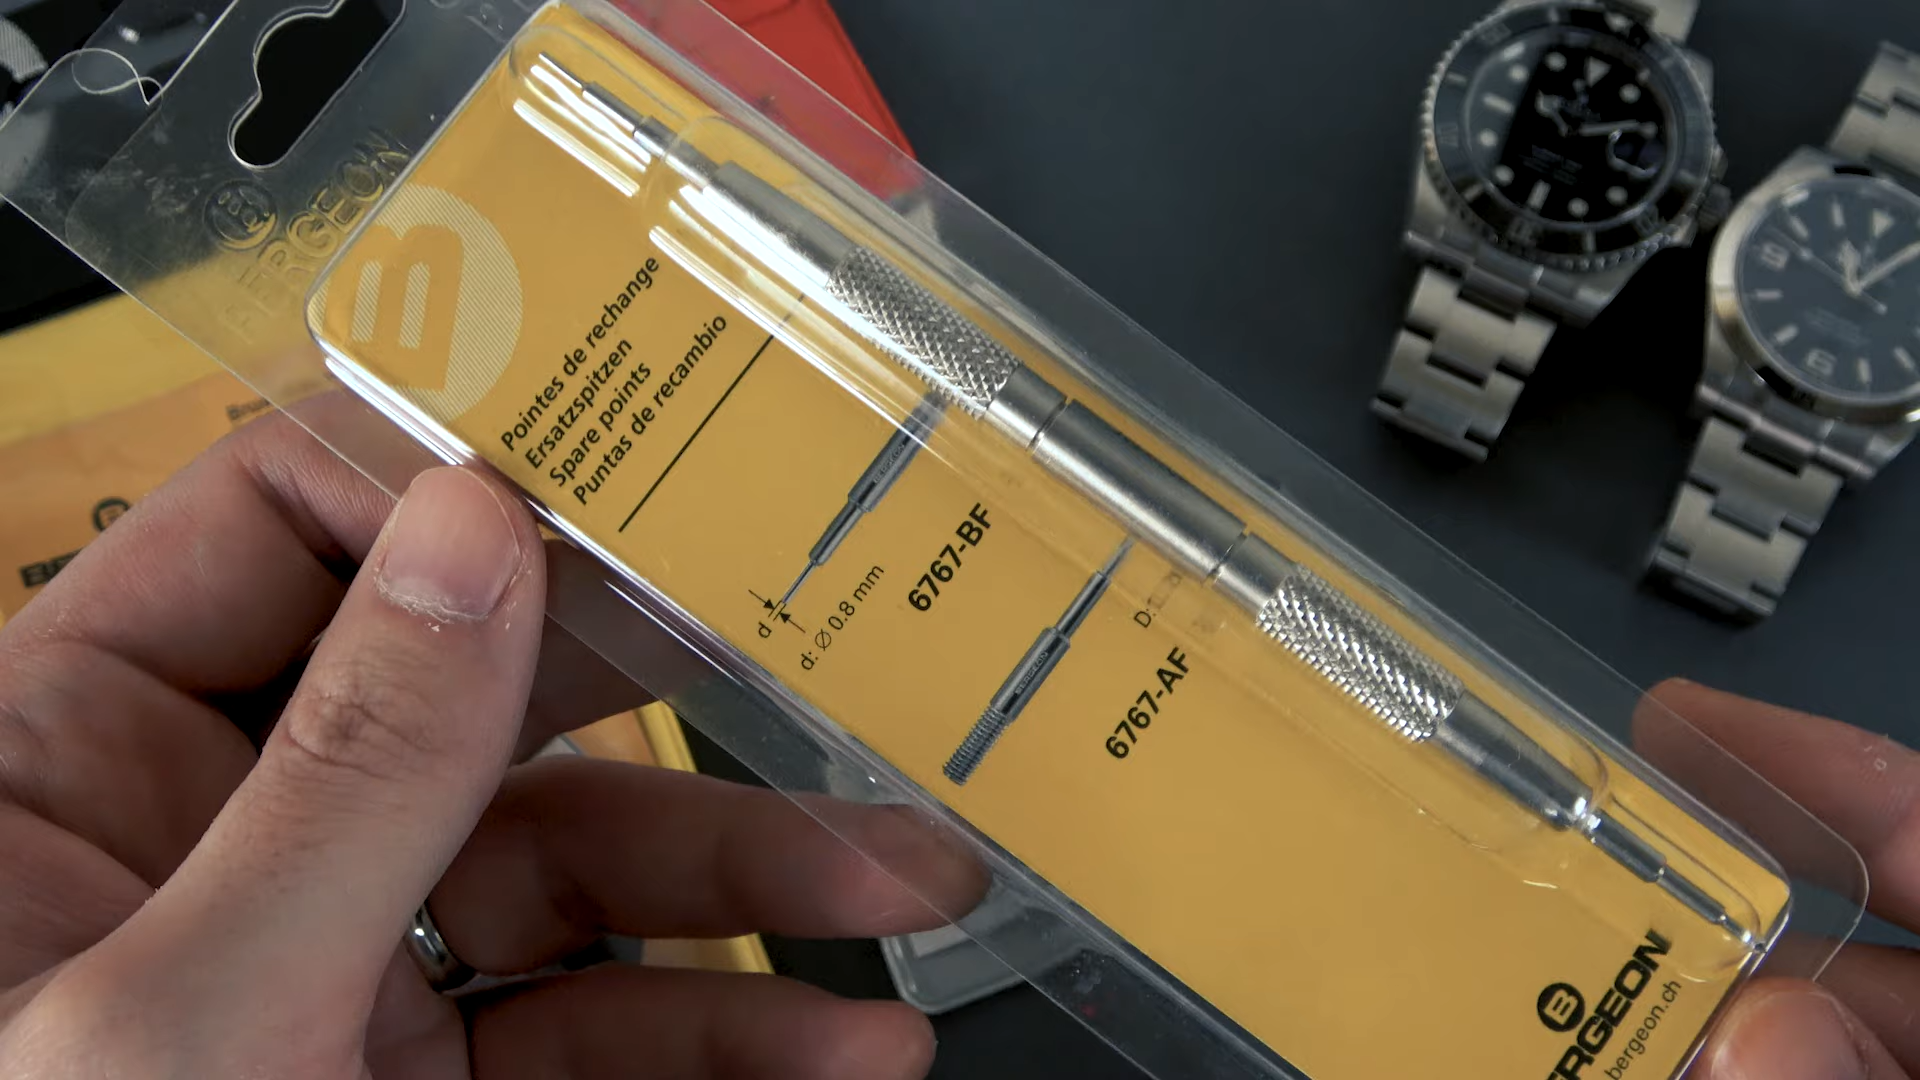 BERGEON
Pointes de rechange
Ersatzspitzen
Spare points
Puntas de recambio
d
d: Ø 0.8 mm
6767-BF
D:
6767-AF
BERGEON
bergeon.ch